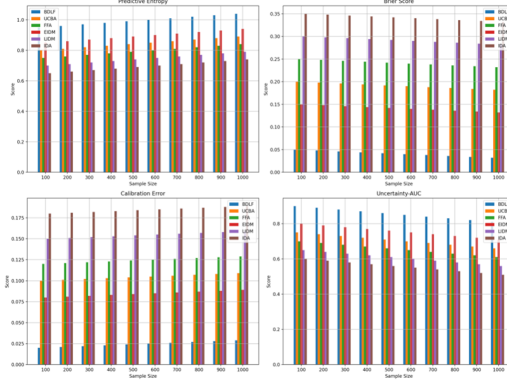 Predictive Entropy
BDLF
UCBA
FFA
EIDM
UIDM
IDA
Score
1.0
0.8
0.6
0.4
0.2
0.0
100 200 300 400 500 600 700 800 900 1000
Sample Size
Brier Score
BDLF
UCBA
FFA
EIDM
UIDM
IDA
Score
0.35
0.30
0.25
0.20
0.15
0.10
0.05
0.00
100 200 300 400 500 600 700 800 900 1000
Sample Size
Calibration Error
BDLF
UCBA
FFA
EIDM
UIDM
IDA
Score
0.175
0.150
0.125
0.100
0.075
0.050
0.025
0.000
100 200 300 400 500 600 700 800 900 1000
Sample Size
Uncertainty-AUC
BDLF
UCBA
FFA
EIDM
UIDM
IDA
Score
0.8
0.6
0.4
0.2
0.0
100 200 300 400 500 600 700 800 900 1000
Sample Size